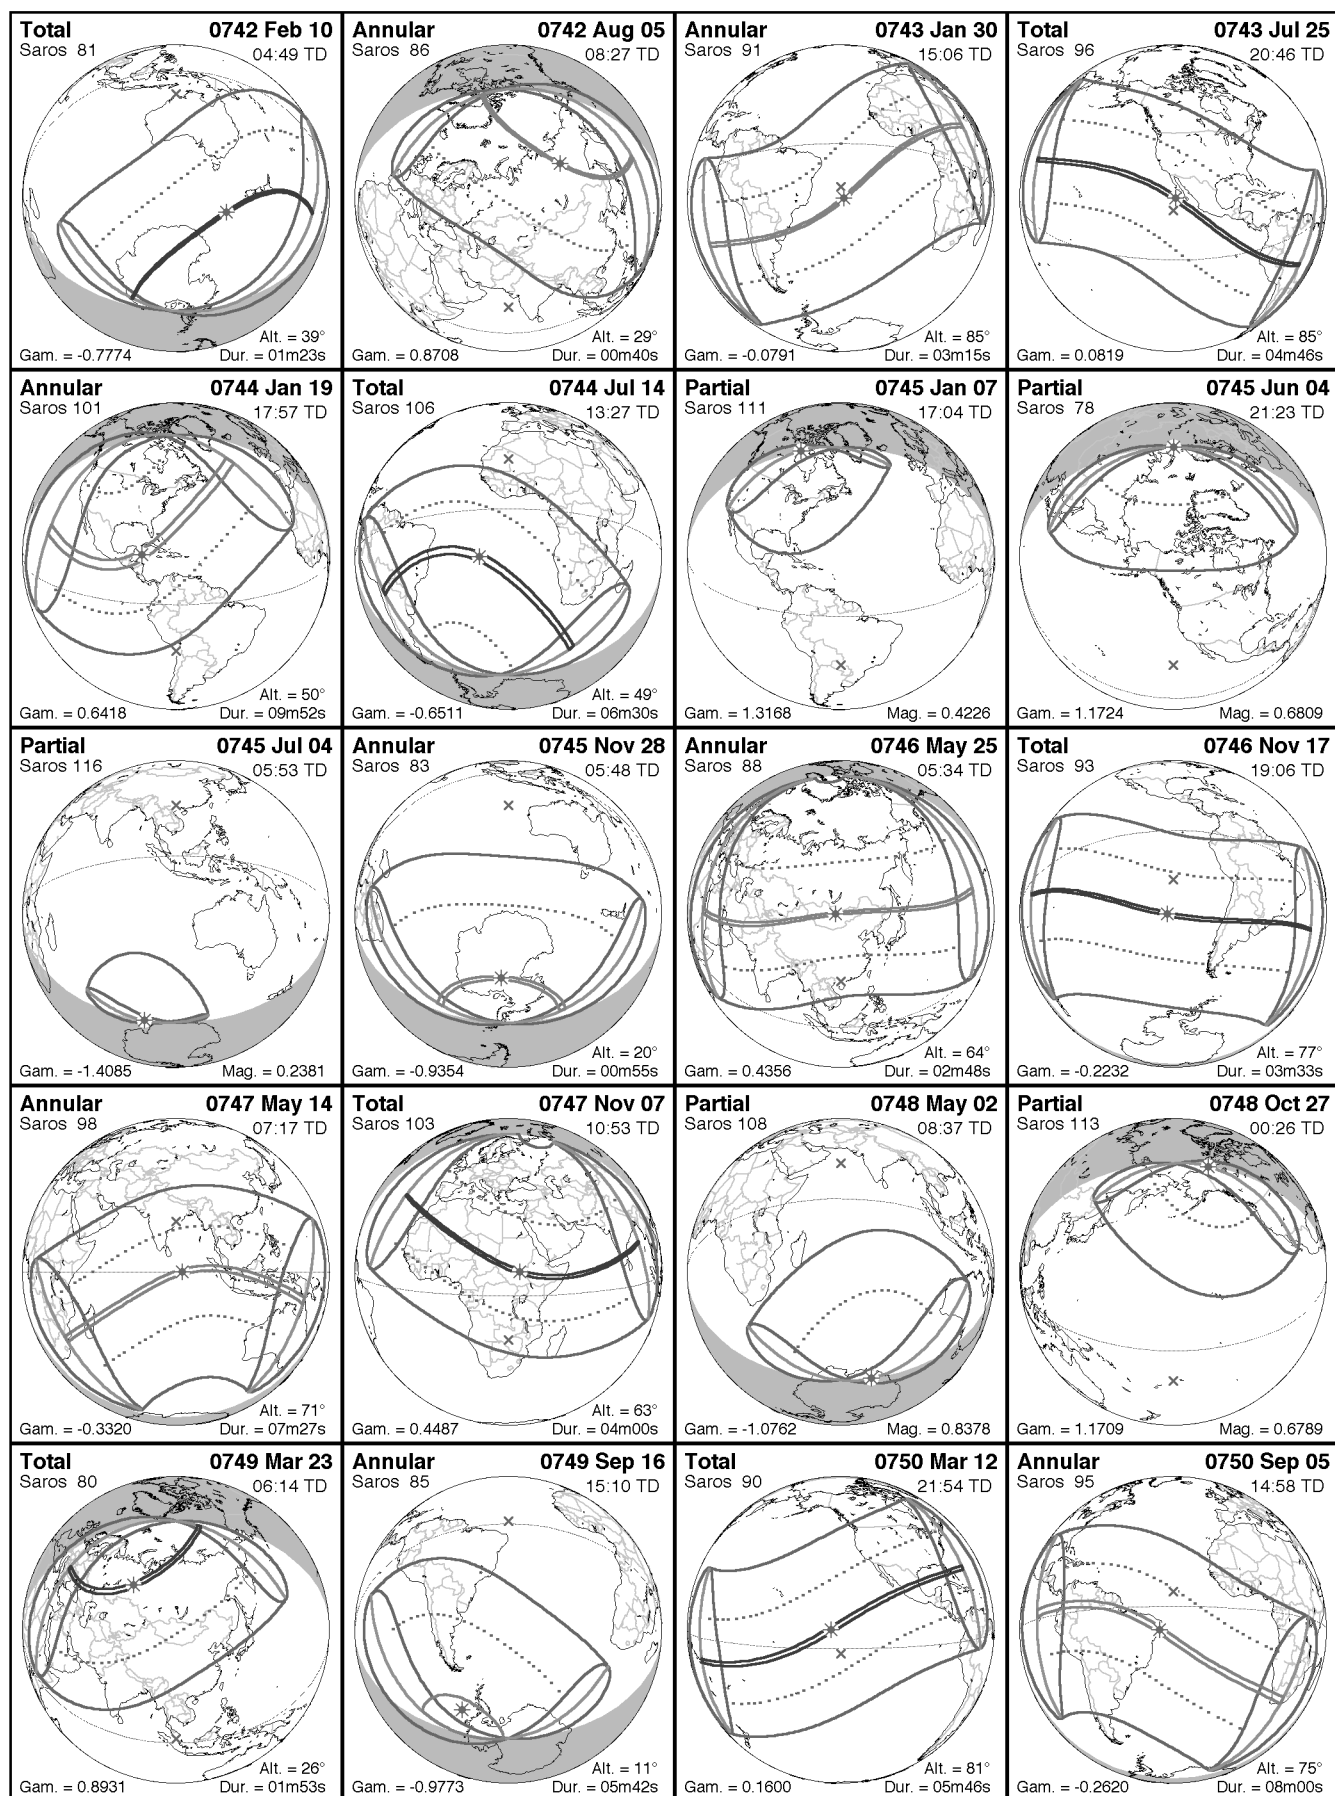 Total 0742 Feb 10
Saros 81 04:49 TD
Alt. = 39°
Gam. = -0.7774 Dur. = 01m23s
Annular 0742 Aug 05
Saros 86 08:27 TD
Alt. = 29°
Gam. = 0.8708 Dur. = 00m40s
Annular 0743 Jan 30
Saros 91 15:06 TD
Alt. = 85°
Gam. = -0.0791 Dur. = 03m15s
Total 0743 Jul 25
Saros 96 20:46 TD
Alt. = 85°
Gam. = 0.0819 Dur. = 04m46s
Annular 0744 Jan 19
Saros 101 17:57 TD
Alt. = 50°
Gam. = 0.6418 Dur. = 09m52s
Total 0744 Jul 14
Saros 106 13:27 TD
Alt. = 49°
Gam. = -0.6511 Dur. = 06m30s
Partial 0745 Jan 07
Saros 111 17:04 TD
Gam. = 1.3168 Mag. = 0.4226
Partial 0745 Jun 04
Saros 78 21:23 TD
Gam. = 1.1724 Mag. = 0.6809
Partial 0745 Jul 04
Saros 116 05:53 TD
Gam. = -1.4085 Mag. = 0.2381
Annular 0745 Nov 28
Saros 83 05:48 TD
Alt. = 20°
Gam. = -0.9354 Dur. = 00m55s
Annular 0746 May 25
Saros 88 05:34 TD
Alt. = 64°
Gam. = 0.4356 Dur. = 02m48s
Total 0746 Nov 17
Saros 93 19:06 TD
Alt. = 77°
Gam. = -0.2232 Dur. = 03m33s
Annular 0747 May 14
Saros 98 07:17 TD
Alt. = 71°
Gam. = -0.3320 Dur. = 07m27s
Total 0747 Nov 07
Saros 103 10:53 TD
Alt. = 63°
Gam. = 0.4487 Dur. = 04m00s
Partial 0748 May 02
Saros 108 08:37 TD
Gam. = -1.0762 Mag. = 0.8378
Partial 0748 Oct 27
Saros 113 00:26 TD
Gam. = 1.1709 Mag. = 0.6789
Total 0749 Mar 23
Saros 80 06:14 TD
Alt. = 26°
Gam. = 0.8931 Dur. = 01m53s
Annular 0749 Sep 16
Saros 85 15:10 TD
Alt. = 11°
Gam. = -0.9773 Dur. = 05m42s
Total 0750 Mar 12
Saros 90 21:54 TD
Alt. = 81°
Gam. = 0.1600 Dur. = 05m46s
Annular 0750 Sep 05
Saros 95 14:58 TD
Alt. = 75°
Gam. = -0.2620 Dur. = 08m00s